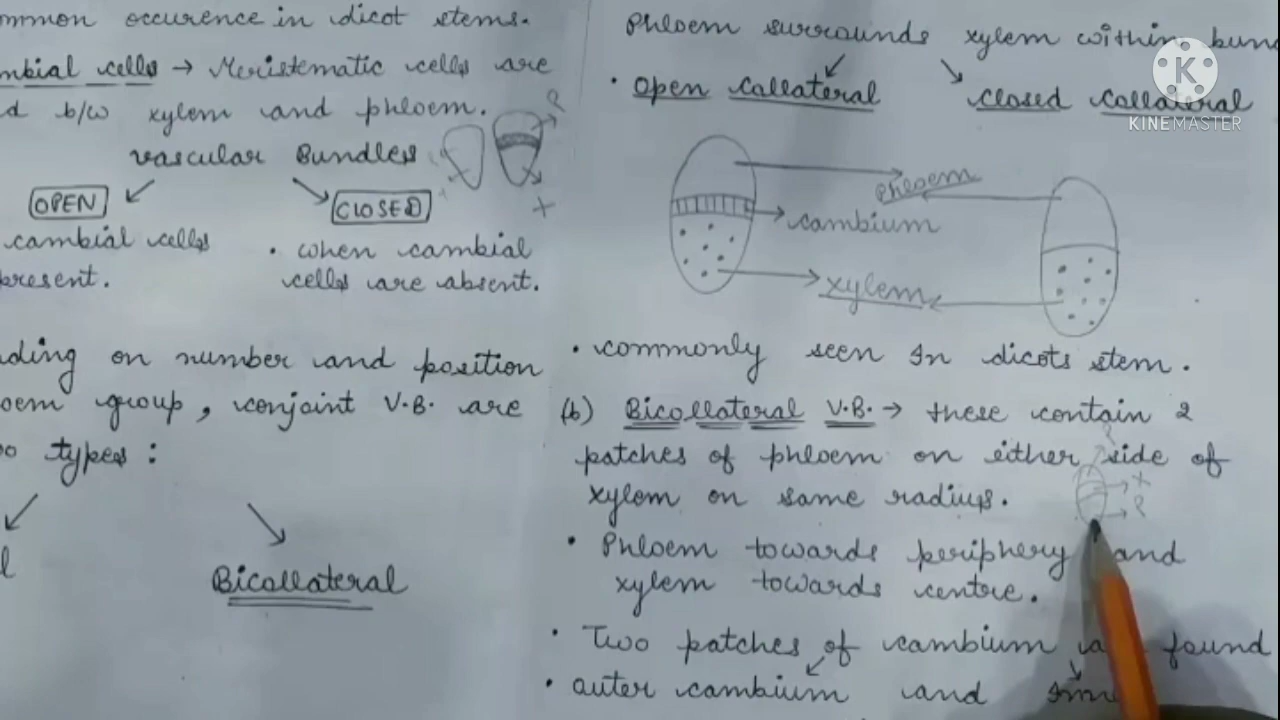 ommon occurence in dicot stems.
mbial cells → Meristematic cells are
d b/w xylem and phloem.
vascular Bundles
P
x
OPEN
CLOSED
cambial cells
present.
• when cambial
cells are absent.
ding on number and position
oem group, conjoint V.B. are
o types :
l
Bicollateral
Phloem surrounds xylem within bun
• Open Collateral
Closed Collateral
Phloem
cambium
xylem
• commonly seen In dicots stem.
(b) Bicollateral V.B. → these contain 2
patches of phloem on either side of
xylem on same radius.
x
P
• Phloem towards periphery and
xylem towards centre.
• Two patches of cambium found
• outer cambium and
K
KINEMASTER